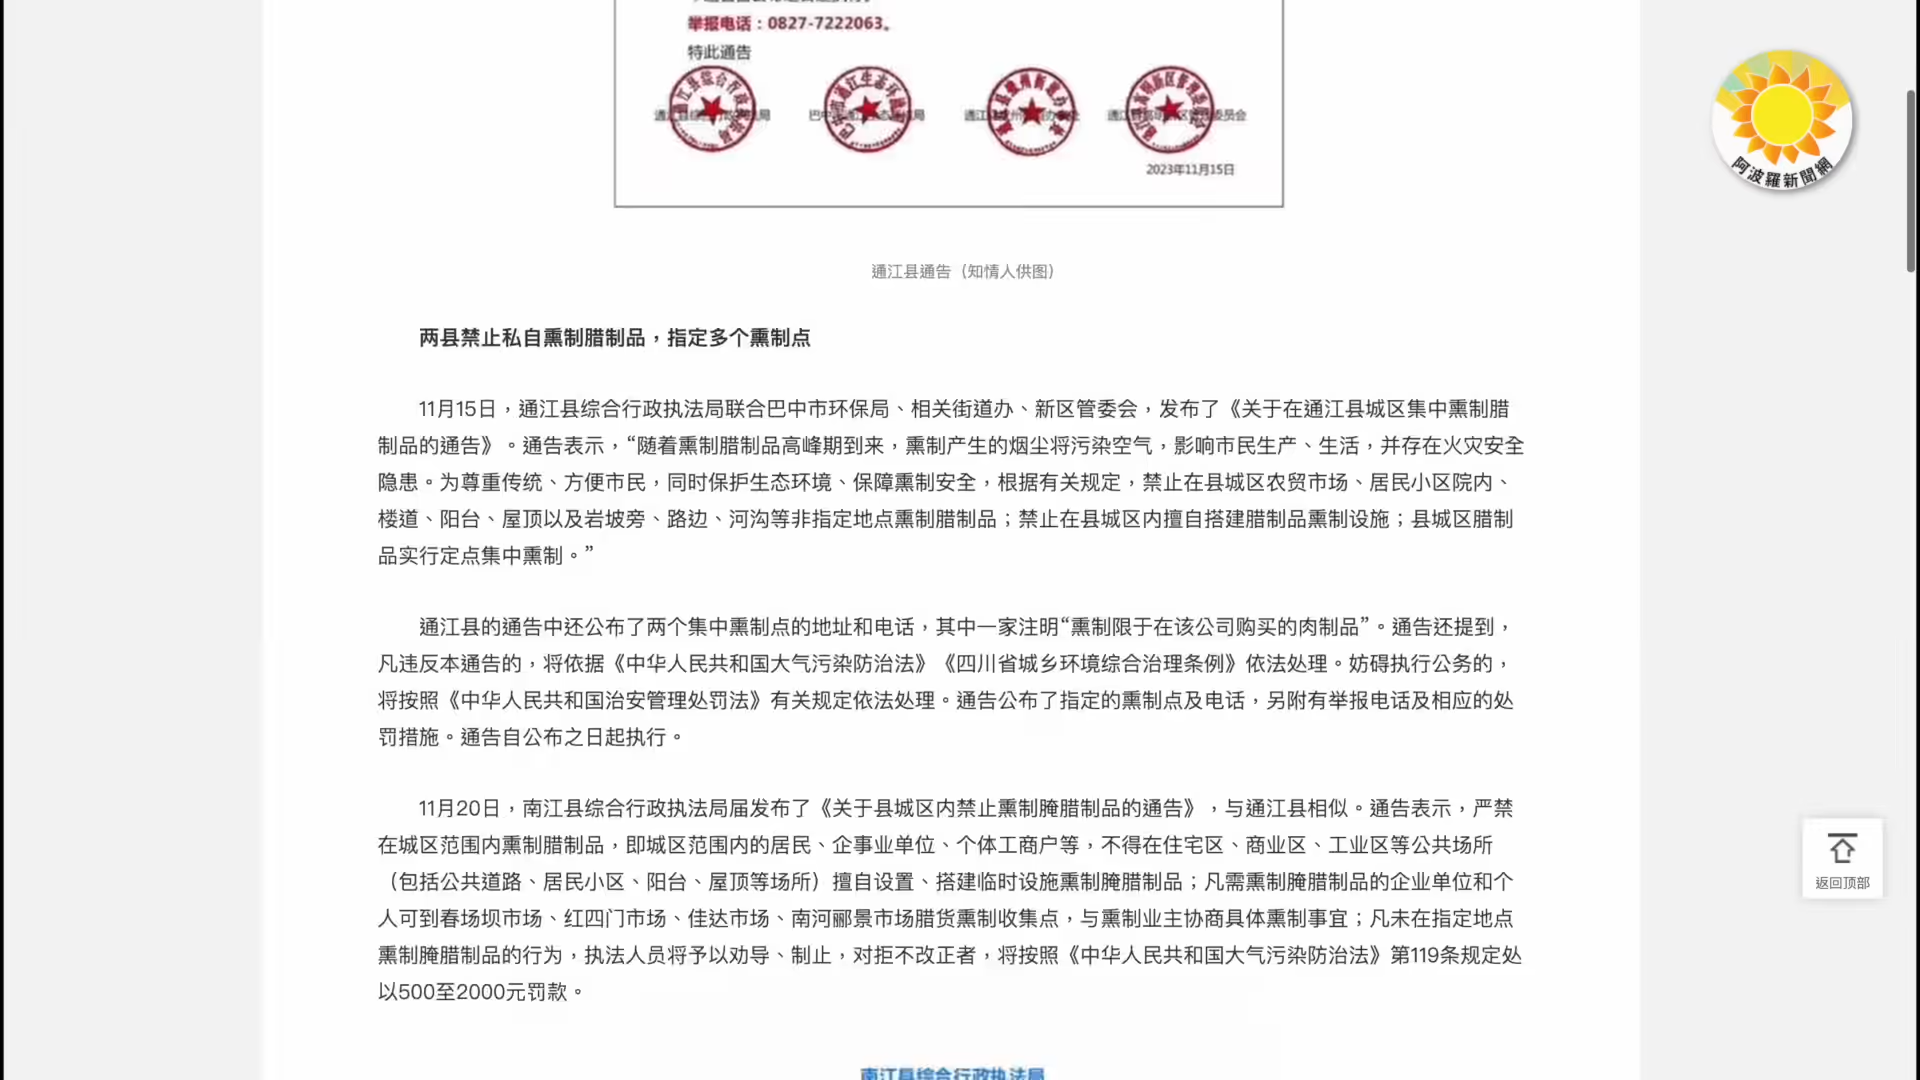 举报电话：0827-7222063。
特此通告
2023年11月15日
阿波羅新聞網
通江县通告（知情人供图）
两县禁止私自熏制腊制品，指定多个熏制点
11月15日，通江县综合行政执法局联合巴中市环保局、相关街道办、新区管委会，发布了《关于在通江县城区集中熏制腊
制品的通告》。通告表示，“随着熏制腊制品高峰期到来，熏制产生的烟尘将污染空气，影响市民生产、生活，并存在火灾安全
隐患。为尊重传统、方便市民，同时保护生态环境、保障熏制安全，根据有关规定，禁止在县城区农贸市场、居民小区院内、
楼道、阳台、屋顶以及岩坡旁、路边、河沟等非指定地点熏制腊制品；禁止在县城区内擅自搭建腊制品熏制设施；县城区腊制
品实行定点集中熏制。”
通江县的通告中还公布了两个集中熏制点的地址和电话，其中一家注明“熏制限于在该公司购买的肉制品”。通告还提到，
凡违反本通告的，将依据《中华人民共和国大气污染防治法》《四川省城乡环境综合治理条例》依法处理。妨碍执行公务的，
将按照《中华人民共和国治安管理处罚法》有关规定依法处理。通告公布了指定的熏制点及电话，另附有举报电话及相应的处
罚措施。通告自公布之日起执行。
11月20日，南江县综合行政执法局届发布了《关于县城区内禁止熏制腌腊制品的通告》，与通江县相似。通告表示，严禁
在城区范围内熏制腊制品，即城区范围内的居民、企事业单位、个体工商户等，不得在住宅区、商业区、工业区等公共场所
（包括公共道路、居民小区、阳台、屋顶等场所）擅自设置、搭建临时设施熏制腌腊制品；凡需熏制腌腊制品的企业单位和个
人可到春场坝市场、红四门市场、佳达市场、南河郦景市场腊货熏制收集点，与熏制业主协商具体熏制事宜；凡未在指定地点
熏制腌腊制品的行为，执法人员将予以劝导、制止，对拒不改正者，将按照《中华人民共和国大气污染防治法》第119条规定处
以500至2000元罚款。
返回顶部
南江县综合行政执法局